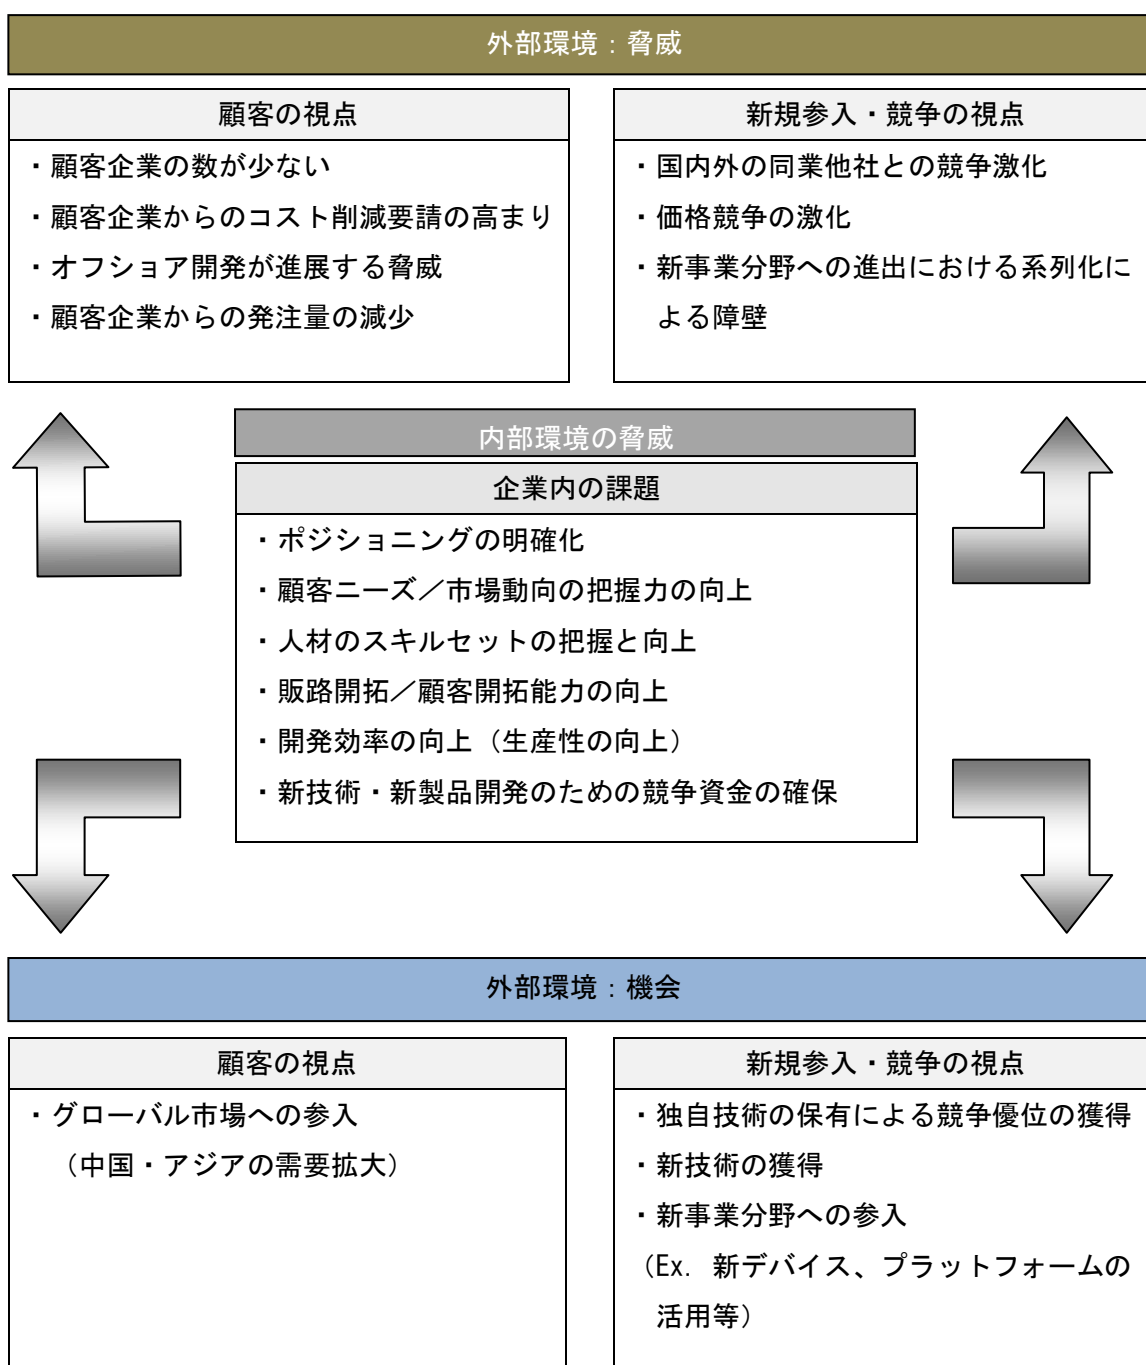 外部環境：脅威
顧客の視点
・顧客企業の数が少ない
・顧客企業からのコスト削減要請の高まり
・オフショア開発が進展する脅威
・顧客企業からの発注量の減少
新規参入・競争の視点
・国内外の同業他社との競争激化
・価格競争の激化
・新事業分野への進出における系列化に
よる障壁
内部環境の脅威
企業内の課題
・ポジショニングの明確化
・顧客ニーズ／市場動向の把握力の向上
・人材のスキルセットの把握と向上
・販路開拓／顧客開拓能力の向上
・開発効率の向上（生産性の向上）
・新技術・新製品開発のための競争資金の確保
外部環境：機会
顧客の視点
・グローバル市場への参入
（中国・アジアの需要拡大）
新規参入・競争の視点
・独自技術の保有による競争優位の獲得
・新技術の獲得
・新事業分野への参入
（Ex. 新デバイス、プラットフォームの
活用等）